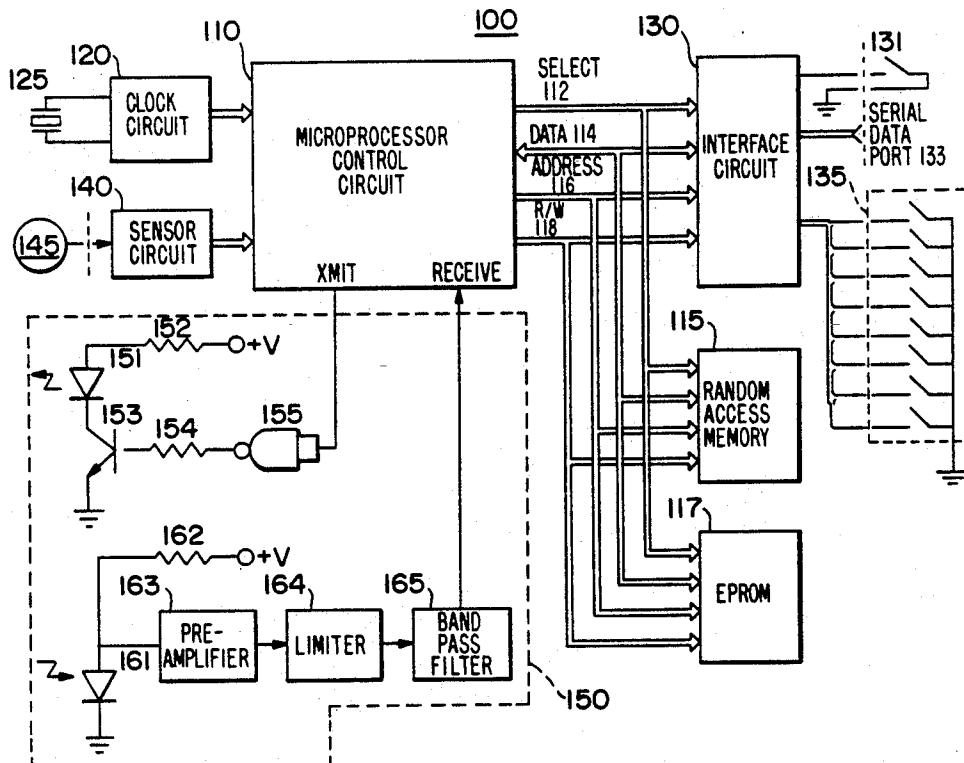 100
110
120
125
CLOCK
CIRCUIT
140
145
SENSOR
CIRCUIT
MICROPROCESSOR
CONTROL
CIRCUIT
XMIT
RECEIVE
SELECT
112
DATA 114
ADDRESS
116
R/W
118
130
INTERFACE
CIRCUIT
131
SERIAL
DATA
PORT 133
135
115
RANDOM
ACCESS
MEMORY
117
EPROM
152
151
+V
153
154
155
162
+V
163
164
165
161
PRE-
AMPLIFIER
LIMITER
BAND
PASS
FILTER
150